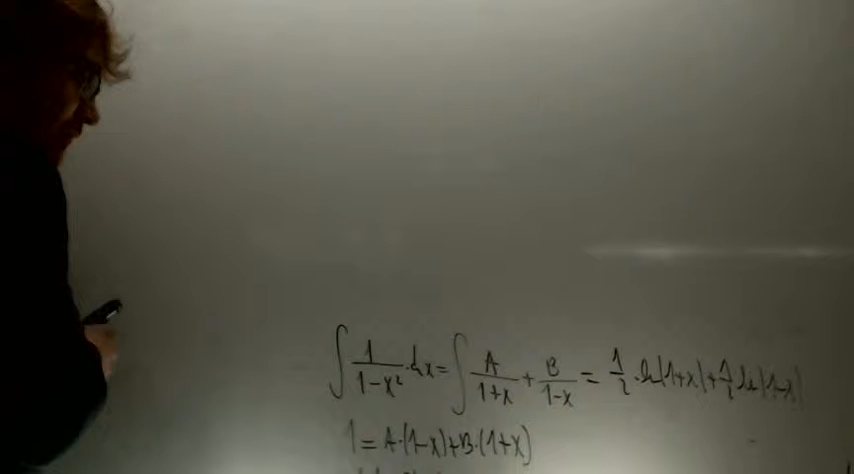 ∫ 1/(1-x²) · dx = ∫ A/(1+x) + B/(1-x) = 1/2 · ln|1+x| + 1/2 ln|1-x|
1 = A·(1-x)+B·(1+x)